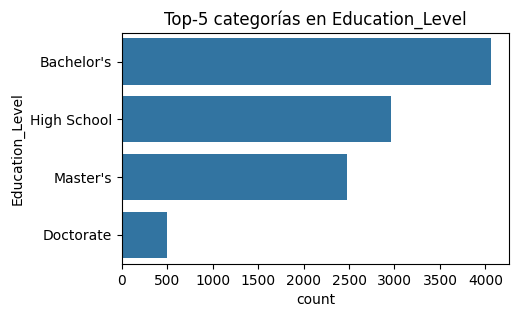 Top-5 categorías en Education_Level
Education_Level
Bachelor's
High School
Master's
Doctorate
0 500 1000 1500 2000 2500 3000 3500 4000
count